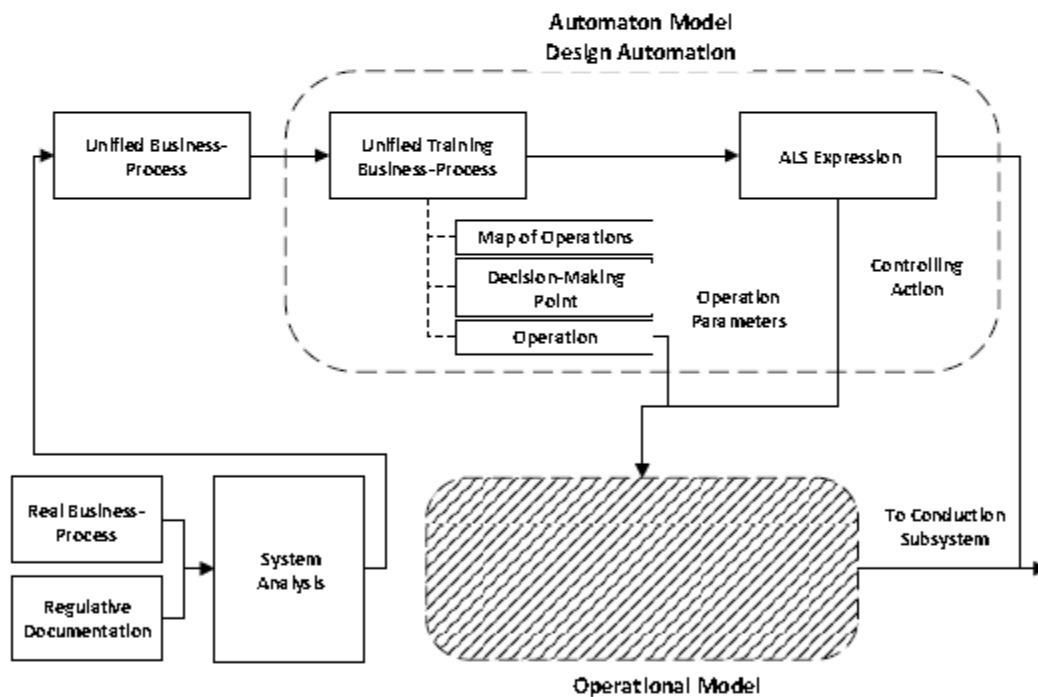 Automaton Model
Design Automation
Unified Business-
Process
Unified Training
Business-Process
ALS Expression
Map of Operations
Decision-Making
Point
Operation
Operation
Parameters
Controlling
Action
Real Business-
Process
Regulative
Documentation
System
Analysis
To Conduction
Subsystem
Operational Model